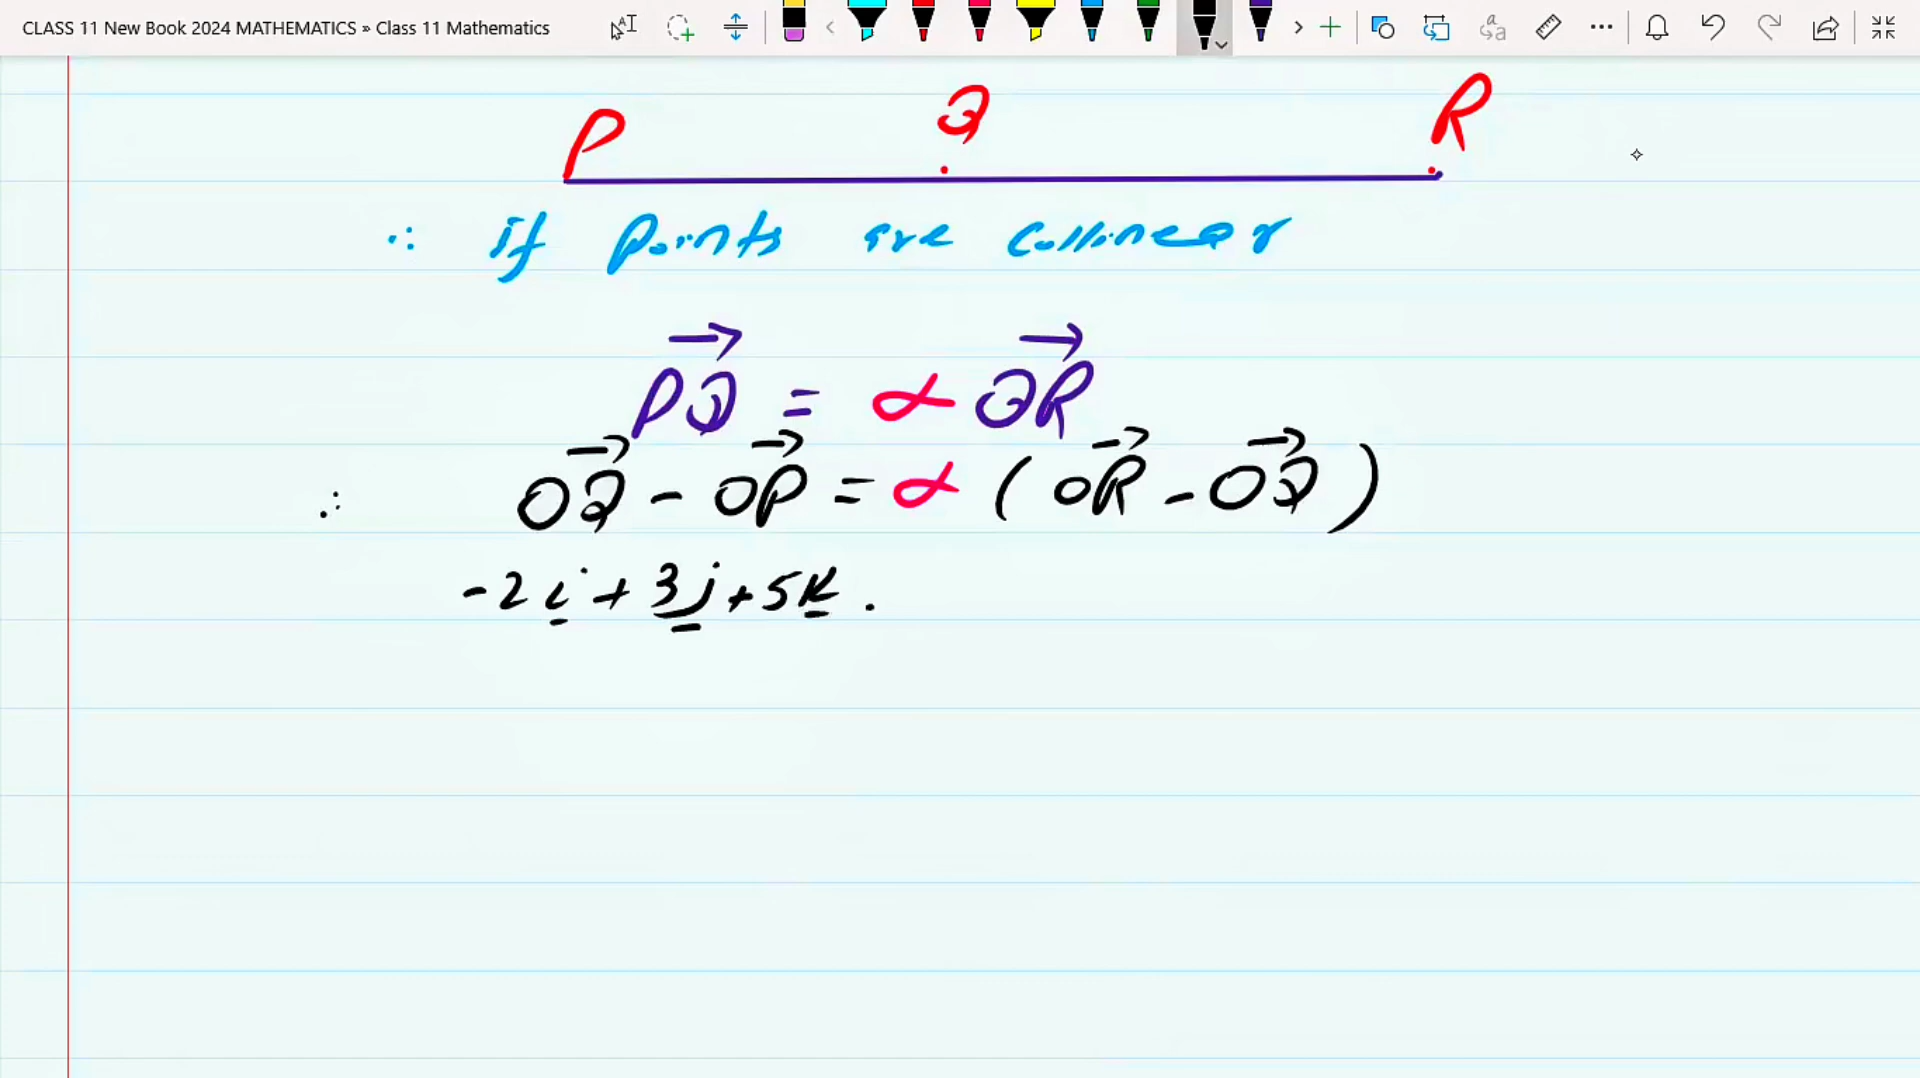 CLASS 11 New Book 2024 MATHEMATICS » Class 11 Mathematics
P Q R
∴ if points are collinear
→ →
PQ = α QR
→ → → →
∴ OQ - OP = α ( OR - OQ )
-2i + 3j + 5k .